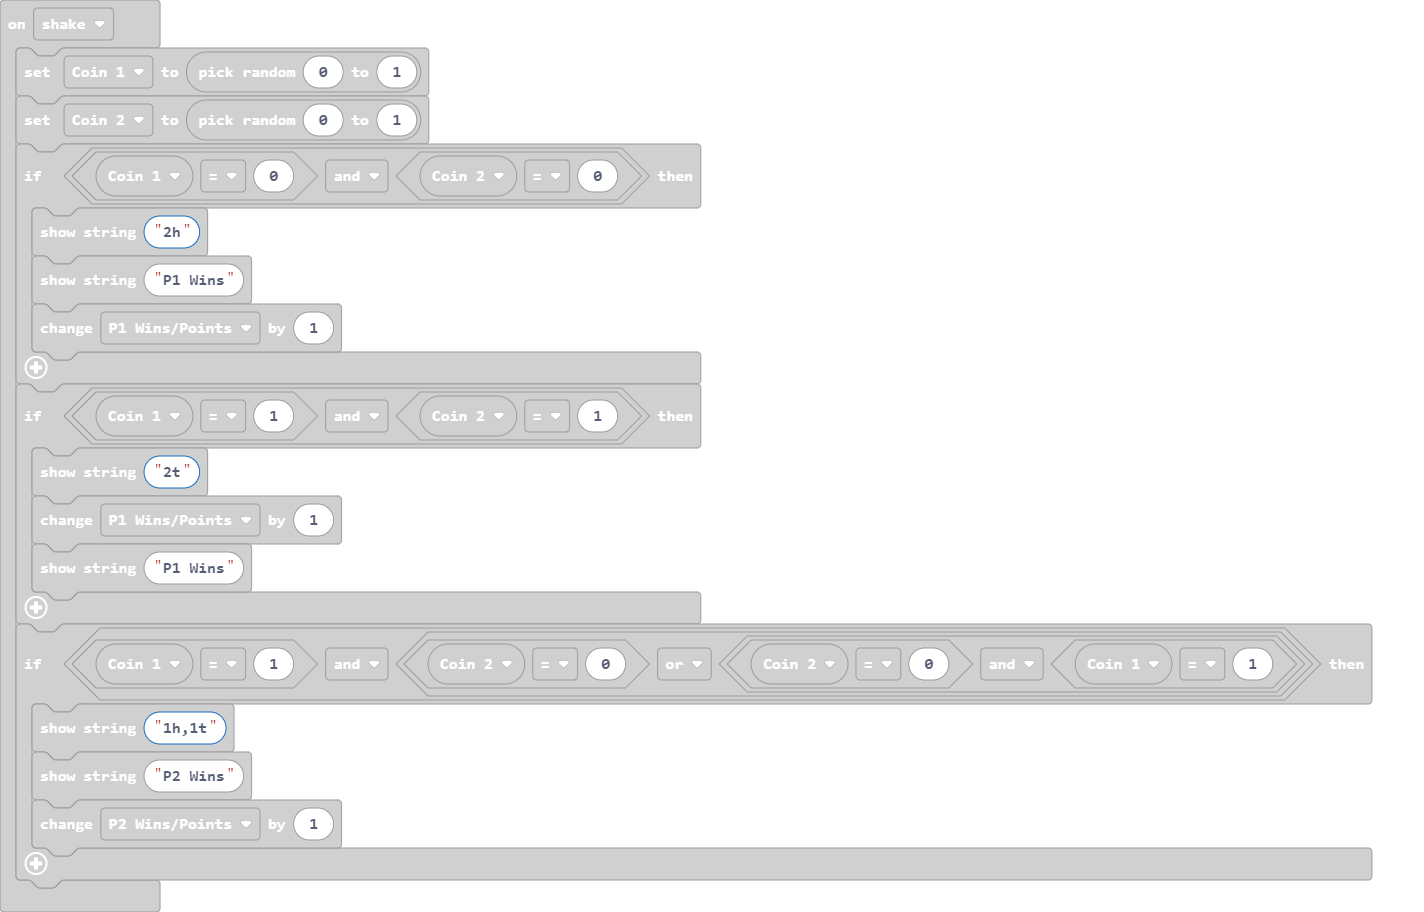 on shake
set Coin 1 to pick random 0 to 1
set Coin 2 to pick random 0 to 1
if Coin 1 = 0 and Coin 2 = 0 then
show string "2h"
show string "P1 Wins"
change P1 Wins/Points by 1
if Coin 1 = 1 and Coin 2 = 1 then
show string "2t"
change P1 Wins/Points by 1
show string "P1 Wins"
if Coin 1 = 1 and Coin 2 = 0 or Coin 2 = 0 and Coin 1 = 1 then
show string "1h,1t"
show string "P2 Wins"
change P2 Wins/Points by 1